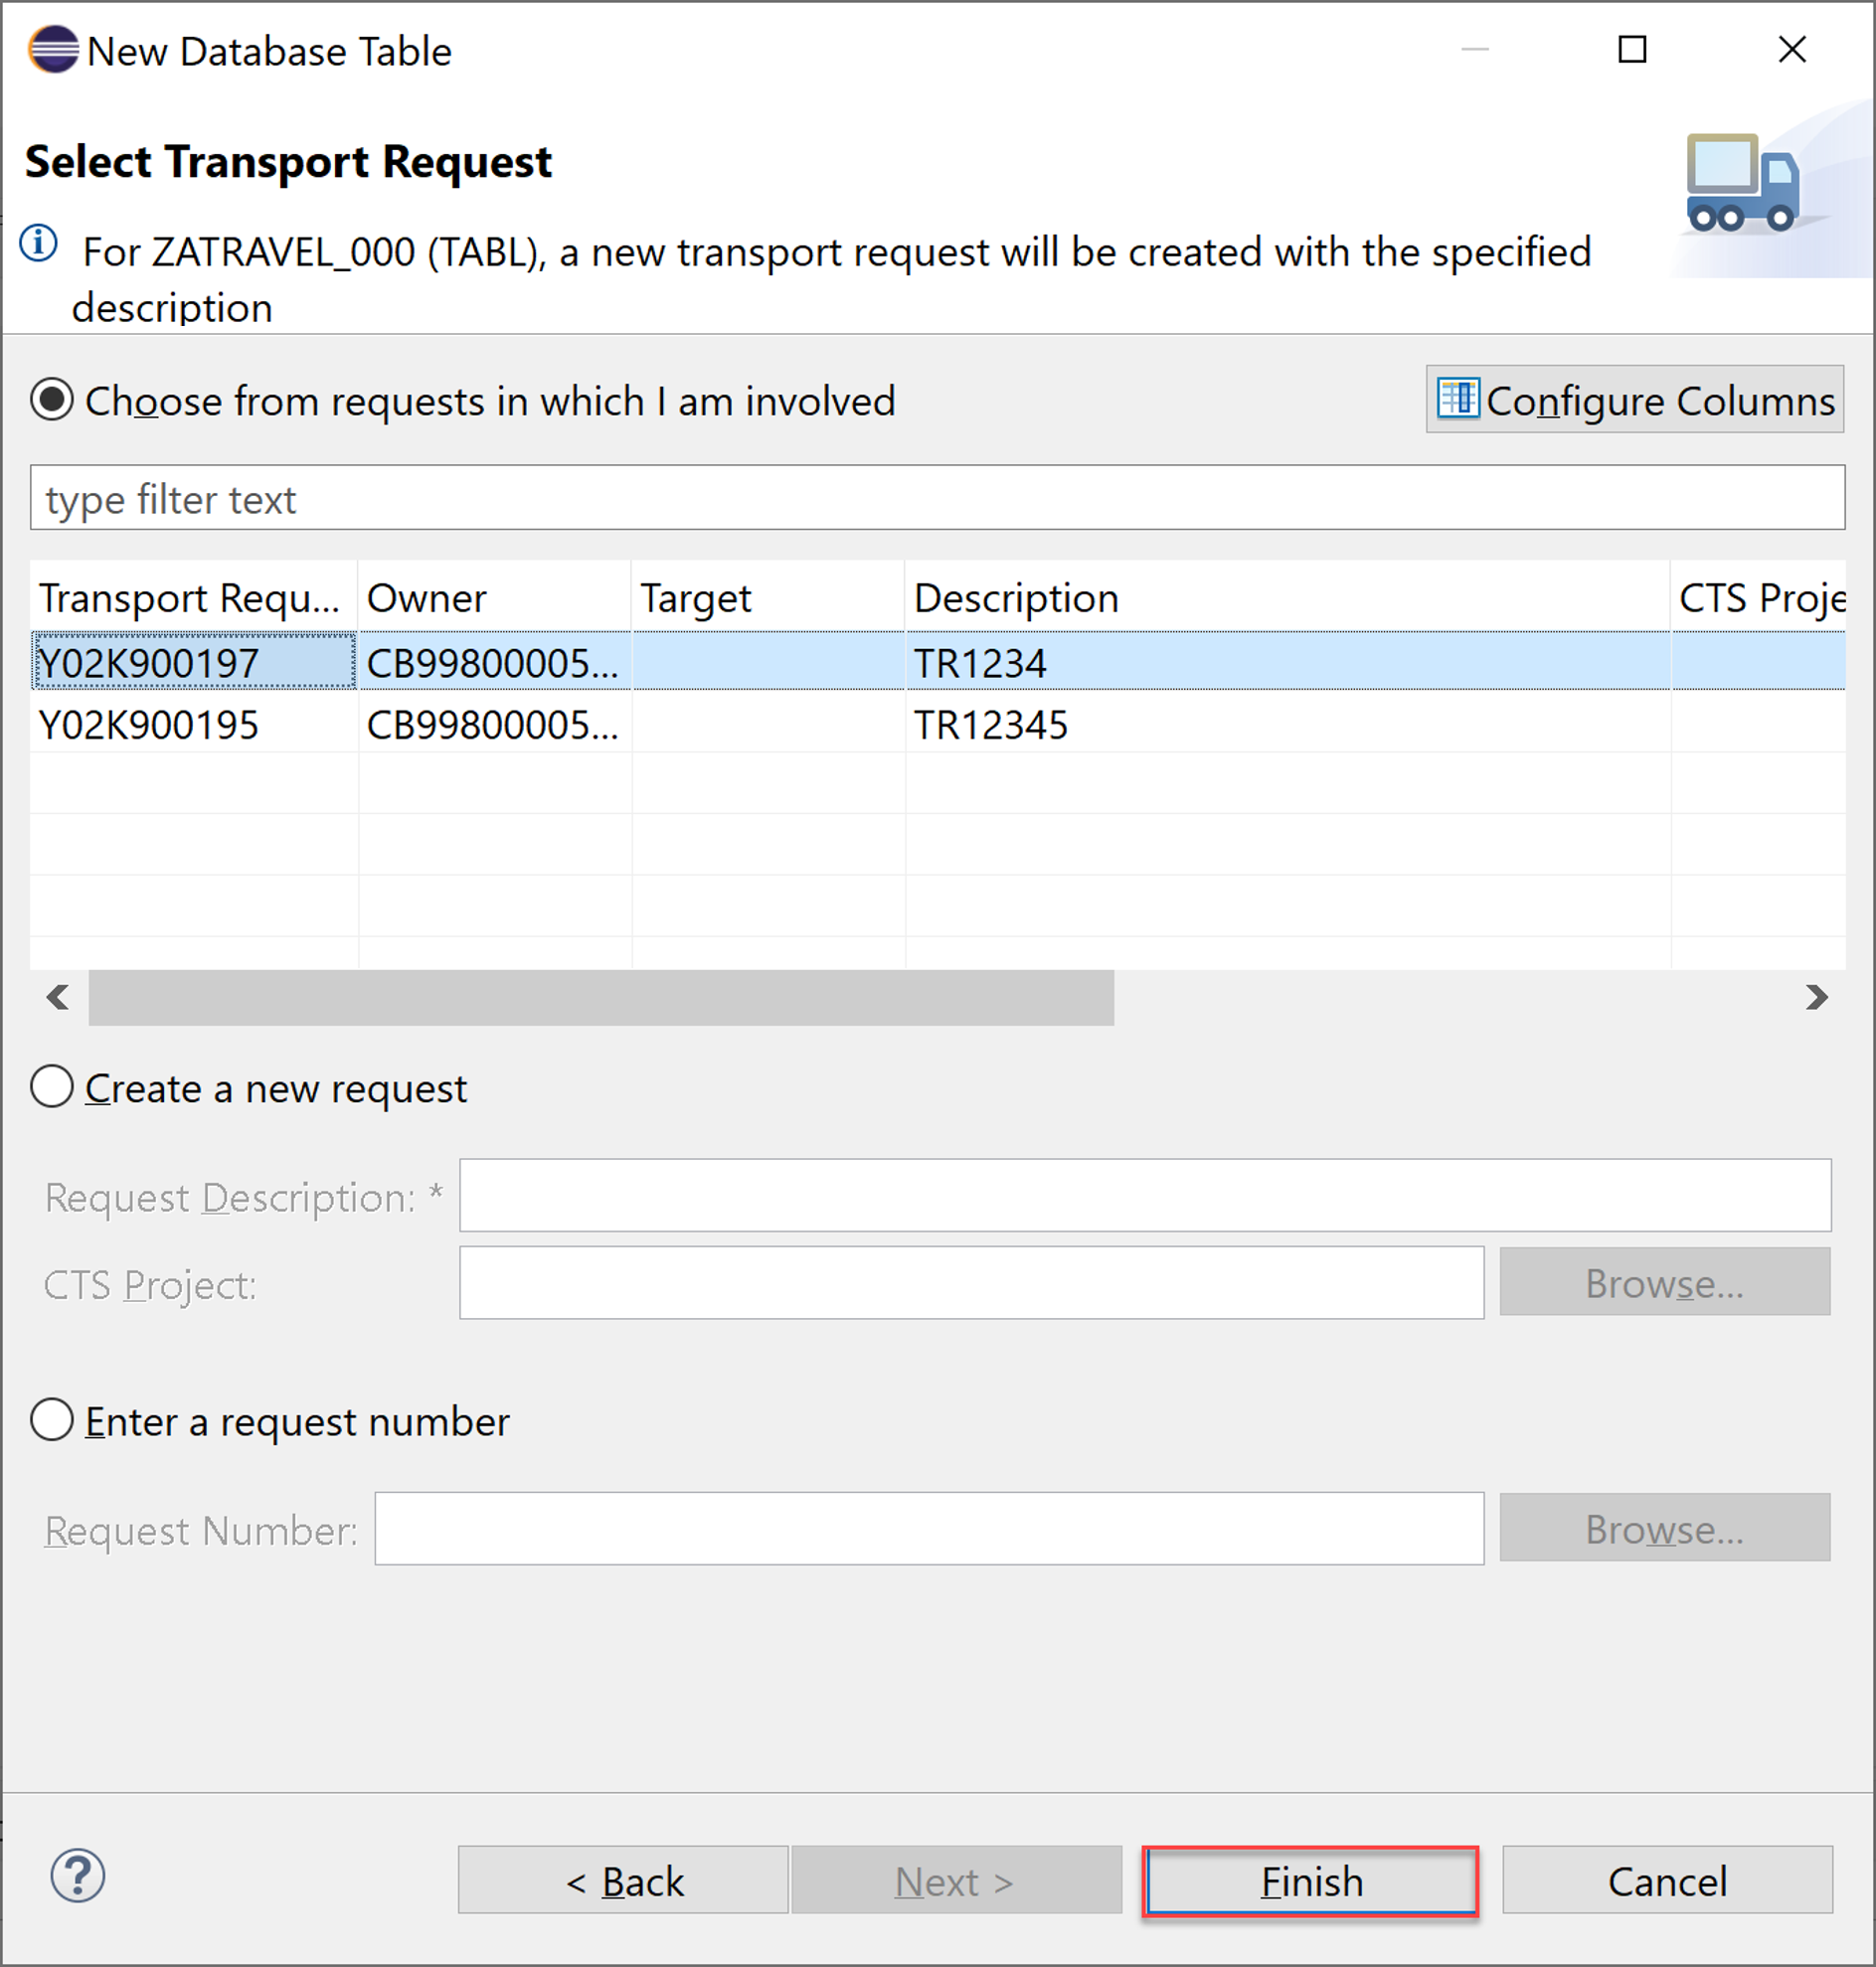 New Database Table
Select Transport Request
For ZATRAVEL_000 (TABL), a new transport request will be created with the specified
description
Choose from requests in which I am involved
Configure Columns
type filter text
Transport Requ... Owner Target Description CTS Proje
Y02K900197 CB99800005... TR1234
Y02K900195 CB99800005... TR12345
Create a new request
Request Description: *
CTS Project: Browse...
Enter a request number
Request Number: Browse...
< Back Next > Finish Cancel